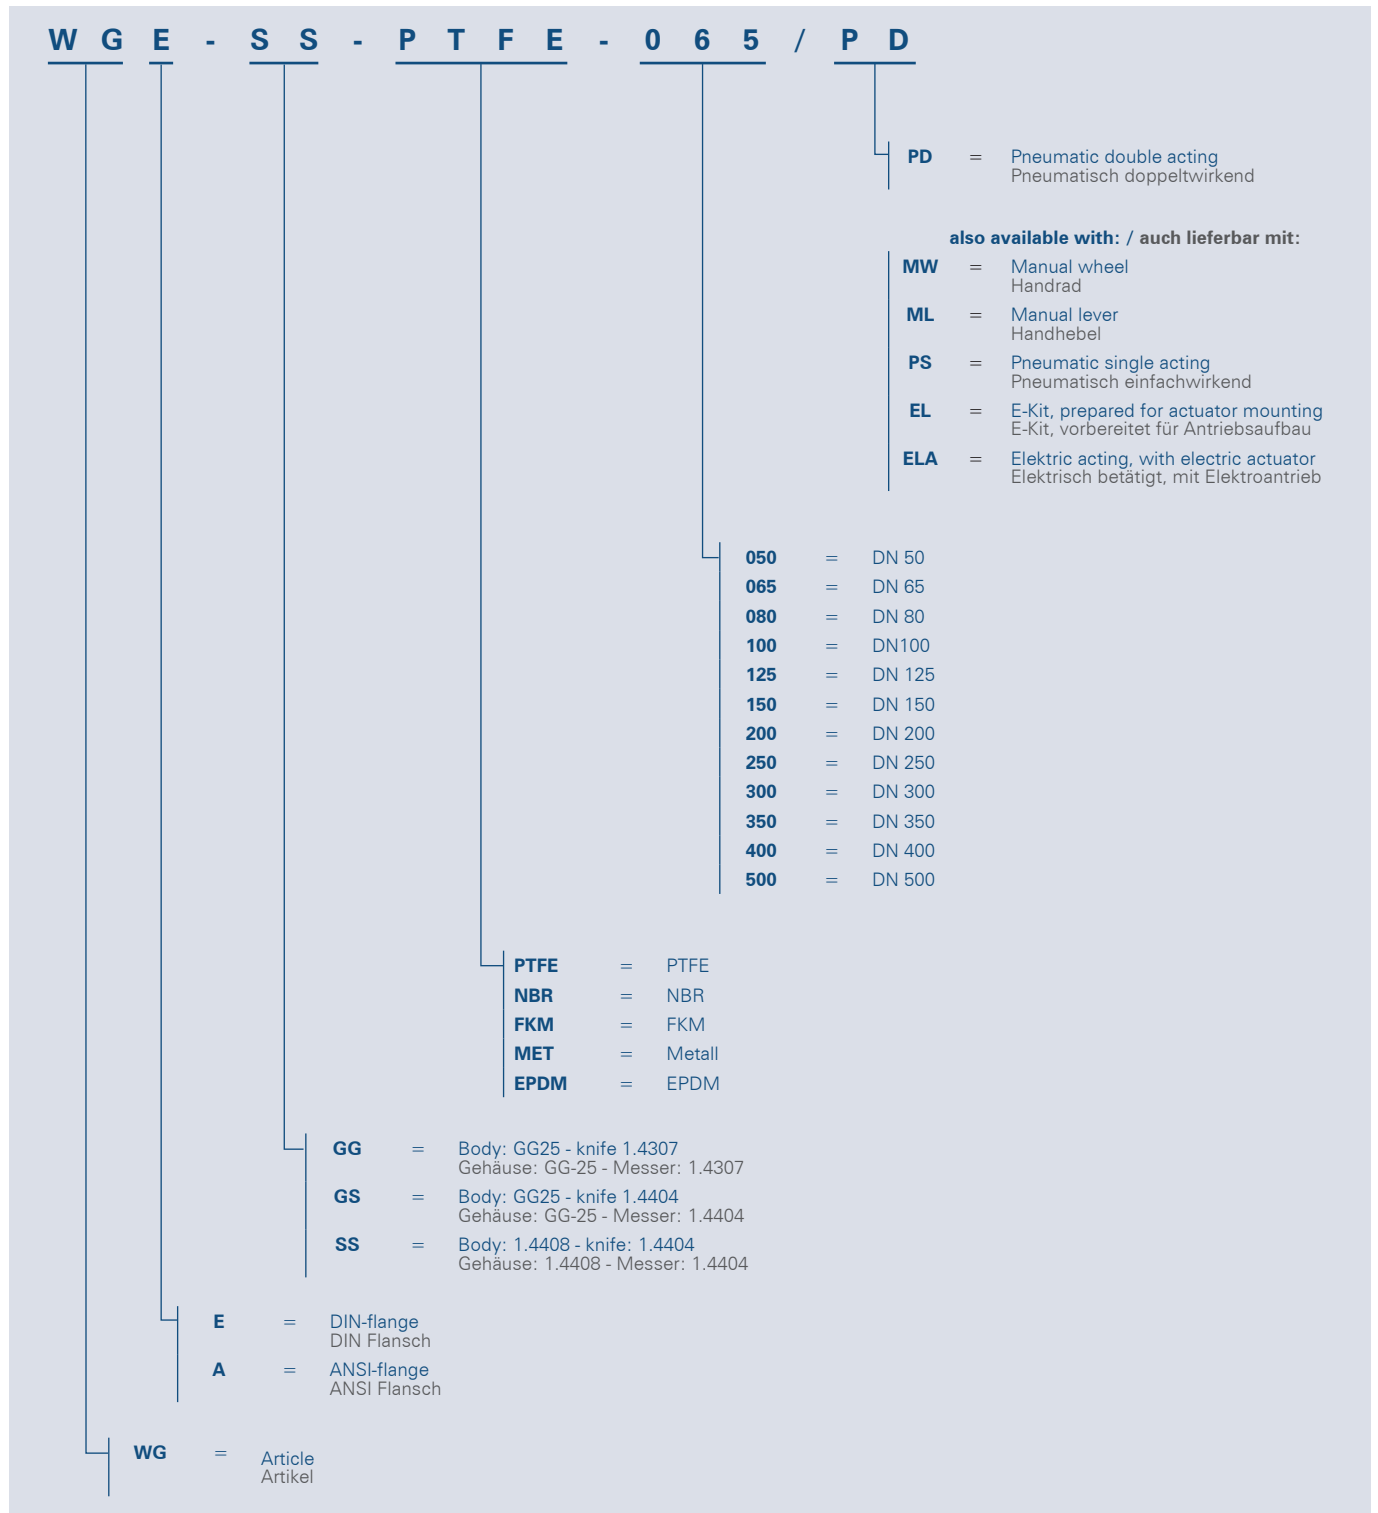 W G E - S S - P T F E - 0 6 5 / P D
PD = Pneumatic double acting
Pneumatisch doppeltwirkend
also available with: / auch lieferbar mit:
MW = Manual wheel
Handrad
ML = Manual lever
Handhebel
PS = Pneumatic single acting
Pneumatisch einfachwirkend
EL = E-Kit, prepared for actuator mounting
E-Kit, vorbereitet für Antriebsaufbau
ELA = Elektric acting, with electric actuator
Elektrisch betätigt, mit Elektroantrieb
050 = DN 50
065 = DN 65
080 = DN 80
100 = DN100
125 = DN 125
150 = DN 150
200 = DN 200
250 = DN 250
300 = DN 300
350 = DN 350
400 = DN 400
500 = DN 500
PTFE = PTFE
NBR = NBR
FKM = FKM
MET = Metall
EPDM = EPDM
GG = Body: GG25 - knife 1.4307
Gehäuse: GG-25 - Messer: 1.4307
GS = Body: GG25 - knife 1.4404
Gehäuse: GG-25 - Messer: 1.4404
SS = Body: 1.4408 - knife: 1.4404
Gehäuse: 1.4408 - Messer: 1.4404
E = DIN-flange
DIN Flansch
A = ANSI-flange
ANSI Flansch
WG = Article
Artikel